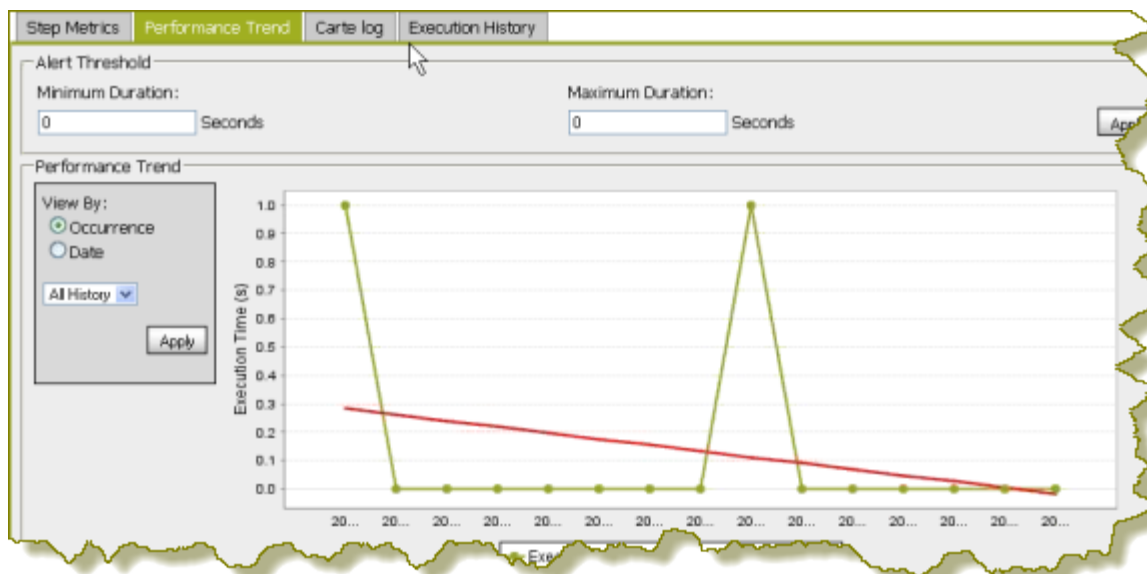 Step Metrics Performance Trend Carte log Execution History
Alert Threshold
Minimum Duration: Maximum Duration:
0 Seconds 0 Seconds
Performance Trend
View By:
Occurrence
Date
All History
Apply
Execution Time (s)
1.0
0.9
0.8
0.7
0.6
0.5
0.4
0.3
0.2
0.1
0.0
20... 20... 20... 20... 20... 20... 20... 20... 20... 20... 20... 20... 20... 20... 20...